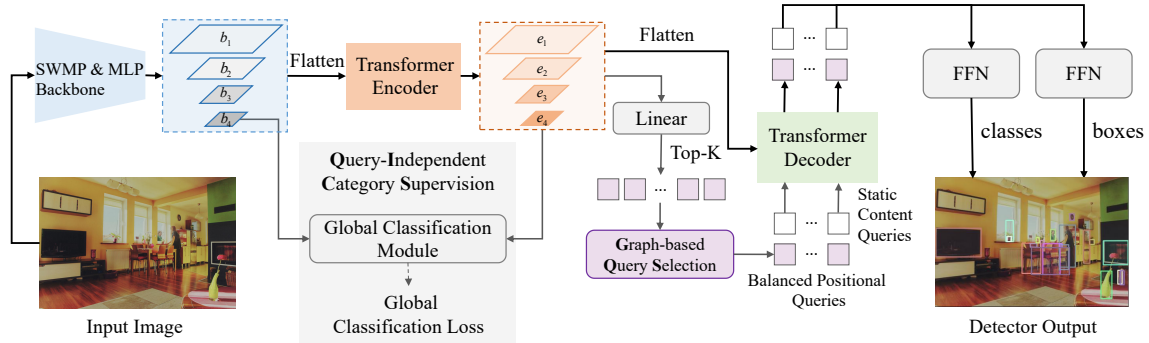 SWMP & MLP
Backbone
b1
b2
b3
b4
Flatten
Transformer
Encoder
e1
e2
e3
e4
Flatten
Linear
Top-K
Query-Independent
Category Supervision
Global Classification
Module
Global
Classification Loss
Graph-based
Query Selection
Transformer
Decoder
Static
Content
Queries
Balanced Positional
Queries
FFN
FFN
classes
boxes
Input Image
Detector Output